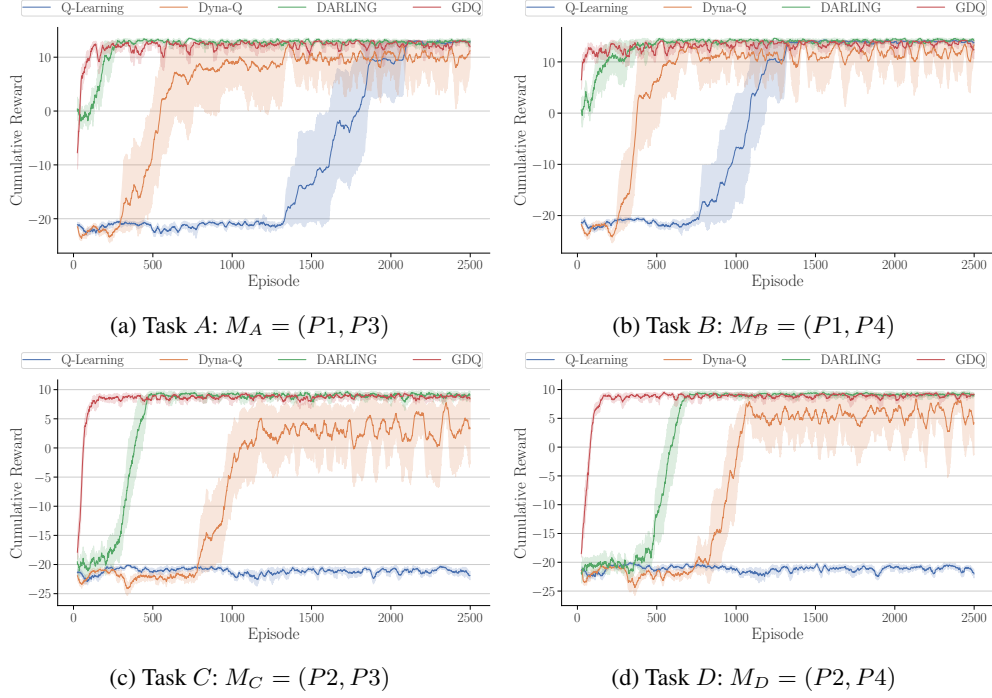 Q-Learning Dyna-Q DARLING GDQ
Cumulative Reward
10
0
−10
−20
0 500 1000 1500 2000 2500
Episode
(a) Task A: M_A = (P1, P3)
Q-Learning Dyna-Q DARLING GDQ
Cumulative Reward
10
0
−10
−20
0 500 1000 1500 2000 2500
Episode
(b) Task B: M_B = (P1, P4)
Q-Learning Dyna-Q DARLING GDQ
Cumulative Reward
10
5
0
−5
−10
−15
−20
−25
0 500 1000 1500 2000 2500
Episode
(c) Task C: M_C = (P2, P3)
Q-Learning Dyna-Q DARLING GDQ
Cumulative Reward
10
5
0
−5
−10
−15
−20
−25
0 500 1000 1500 2000 2500
Episode
(d) Task D: M_D = (P2, P4)